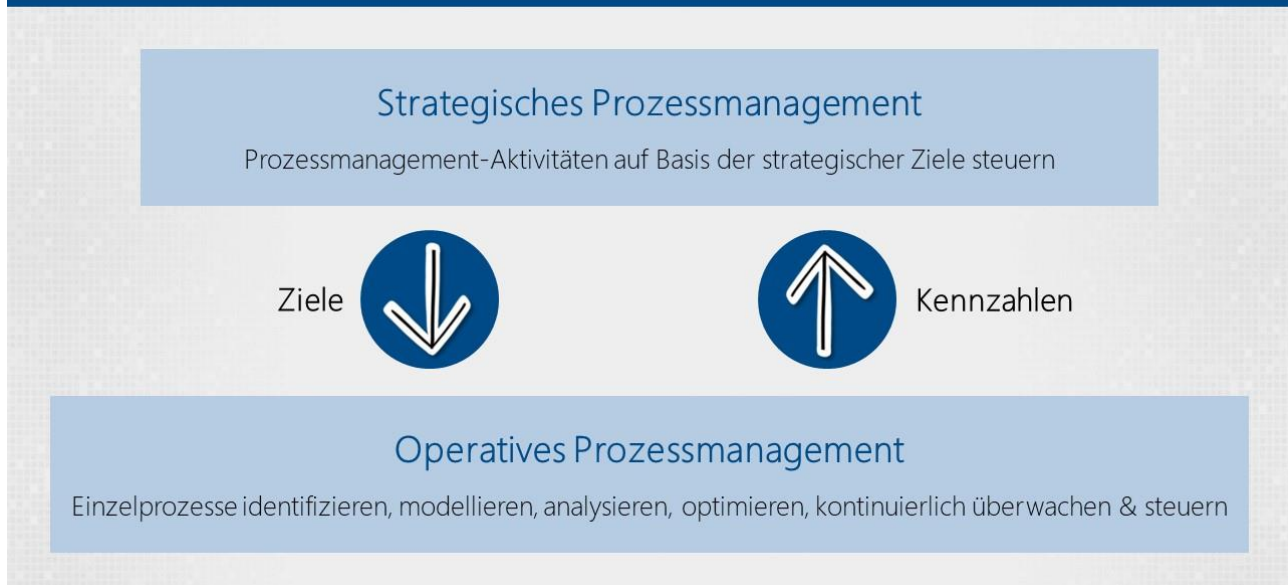 Strategisches Prozessmanagement
Prozessmanagement-Aktivitäten auf Basis der strategischer Ziele steuern
Ziele
Kennzahlen
Operatives Prozessmanagement
Einzelprozesse identifizieren, modellieren, analysieren, optimieren, kontinuierlich überwachen & steuern